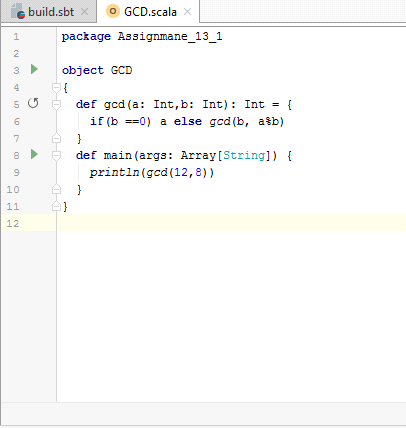 build.sbt GCD.scala
1 package Assignmane_13_1
2
3 object GCD
4 {
5 def gcd(a: Int,b: Int): Int = {
6 if(b ==0) a else gcd(b, a%b)
7 }
8 def main(args: Array[String]) {
9 println(gcd(12,8))
10 }
11 }
12